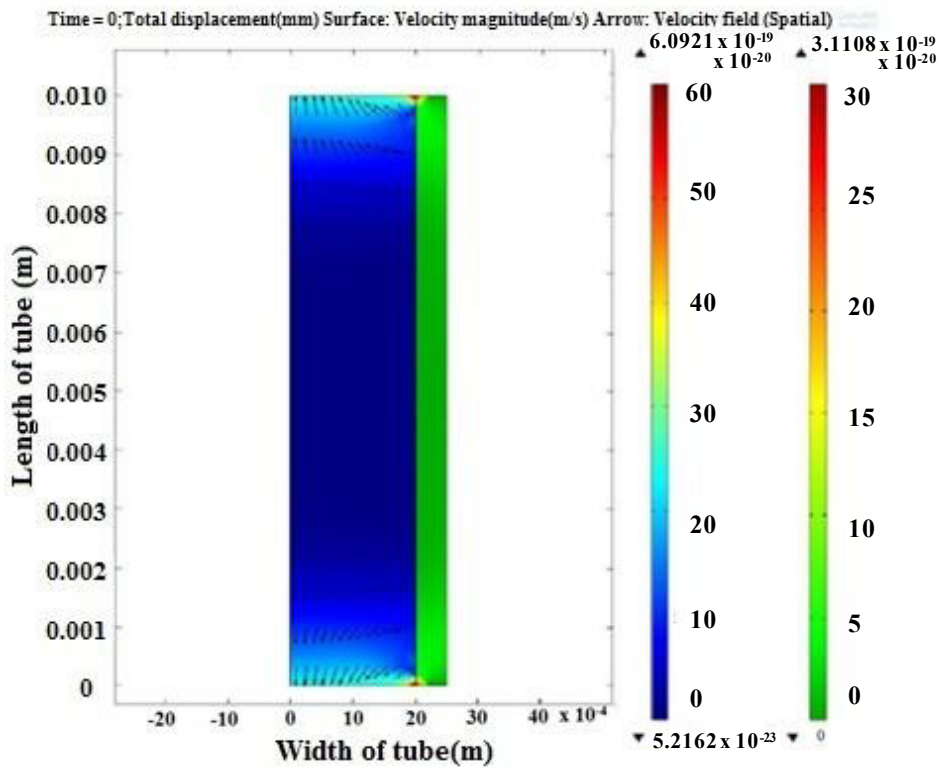 Time = 0;Total displacement(mm) Surface: Velocity magnitude(m/s) Arrow: Velocity field (Spatial)
6.0921 x 10-19
x 10-20
3.1108 x 10-19
x 10-20
60
50
40
30
20
10
0
5.2162 x 10-23
30
25
20
15
10
5
0
0
Length of tube (m)
0.010
0.009
0.008
0.007
0.006
0.005
0.004
0.003
0.002
0.001
0
-20 -10 0 10 20 30 40 x 10-4
Width of tube(m)